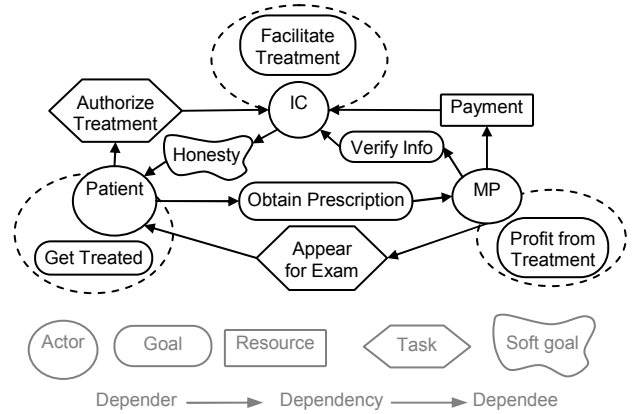 Facilitate
Treatment
Authorize
Treatment
IC
Payment
Honesty
Verify Info
Patient
Obtain Prescription
MP
Get Treated
Appear
for Exam
Profit from
Treatment
Actor
Goal
Resource
Task
Soft goal
Depender
Dependency
Dependee